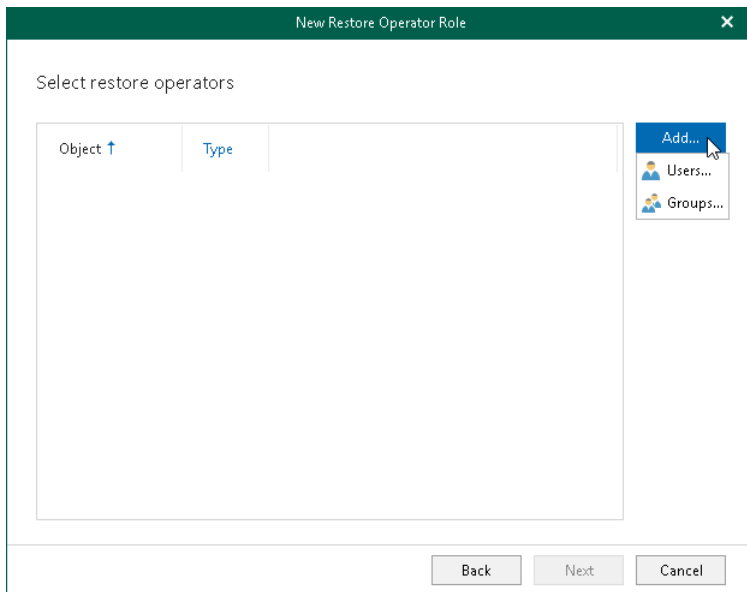 New Restore Operator Role
Select restore operators
Object Type
Add...
Users...
Groups...
Back Next Cancel